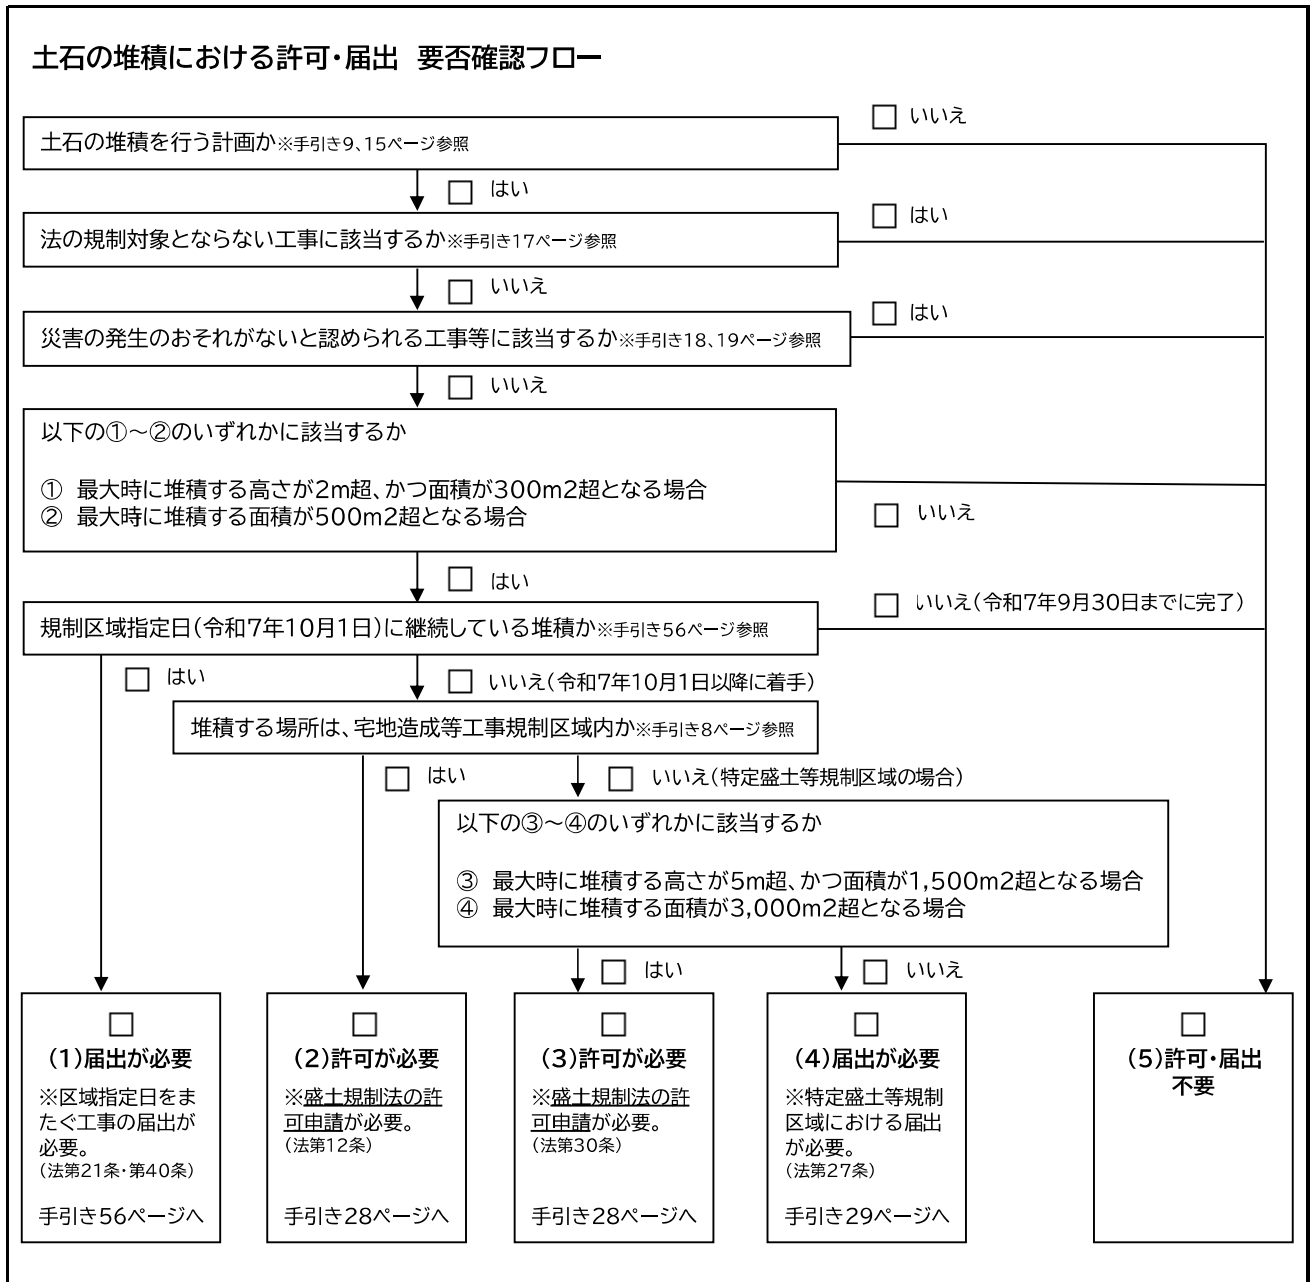 土石の堆積における許可・届出　要否確認フロー
いいえ
土石の堆積を行う計画か※手引き9、15ページ参照
はい
はい
法の規制対象とならない工事に該当するか※手引き17ページ参照
いいえ
はい
災害の発生のおそれがないと認められる工事等に該当するか※手引き18、19ページ参照
いいえ
以下の①～②のいずれかに該当するか
①　最大時に堆積する高さが2m超、かつ面積が300m2超となる場合
②　最大時に堆積する面積が500m2超となる場合
いいえ
はい
いいえ（令和7年9月30日までに完了）
規制区域指定日（令和7年10月1日）に継続している堆積か※手引き56ページ参照
はい
いいえ（令和7年10月1日以降に着手）
堆積する場所は、宅地造成等工事規制区域内か※手引き8ページ参照
はい
いいえ（特定盛土等規制区域の場合）
以下の③～④のいずれかに該当するか
③　最大時に堆積する高さが5m超、かつ面積が1,500m2超となる場合
④　最大時に堆積する面積が3,000m2超となる場合
はい
いいえ
（1）届出が必要
※区域指定日をま
たぐ工事の届出が
必要。
（法第21条・第40条）
手引き56ページへ
（2）許可が必要
※盛土規制法の許
可申請が必要。
（法第12条）
手引き28ページへ
（3）許可が必要
※盛土規制法の許
可申請が必要。
（法第30条）
手引き28ページへ
（4）届出が必要
※特定盛土等規制
区域における届出
が必要。
（法第27条）
手引き29ページへ
（5）許可・届出
不要